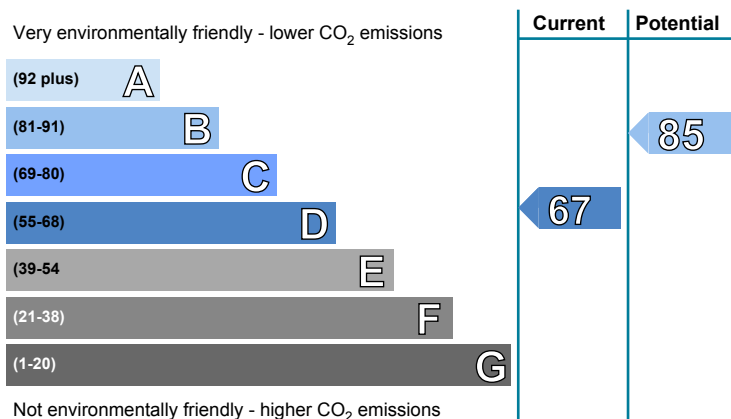 Very environmentally friendly - lower CO2 emissions
Current
Potential
(92 plus) A
(81-91) B
85
(69-80) C
(55-68) D
67
(39-54 E
(21-38) F
(1-20) G
Not environmentally friendly - higher CO2 emissions